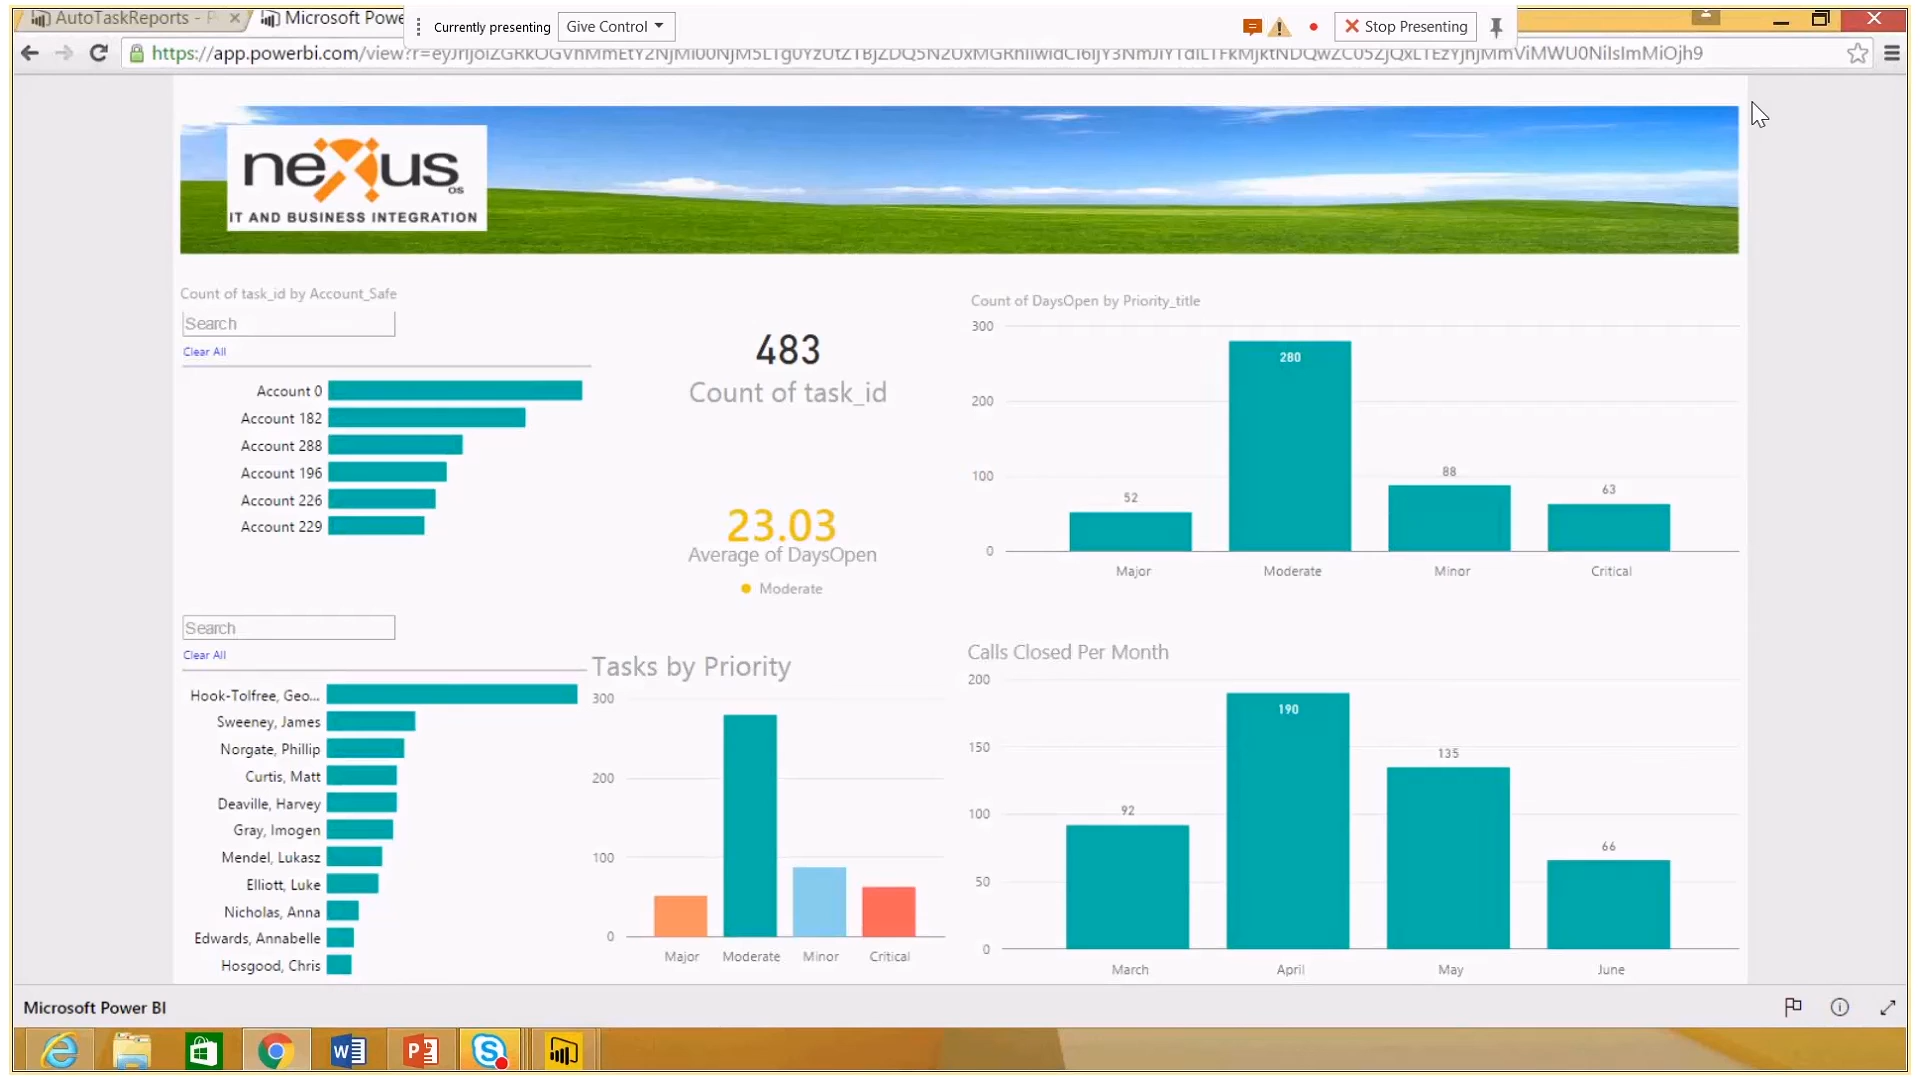 AutoTaskReports - P
Microsoft Powe
Currently presenting
Give Control
Stop Presenting
nexus
os
IT AND BUSINESS INTEGRATION
Count of task_id by Account_Safe
Search
Clear All
Account 0
Account 182
Account 288
Account 196
Account 226
Account 229
483
Count of task_id
23.03
Average of DaysOpen
Moderate
Count of DaysOpen by Priority_title
300
200
100
0
52
280
88
63
Major
Moderate
Minor
Critical
Search
Clear All
Hook-Tolfree, Geo...
Sweeney, James
Norgate, Phillip
Curtis, Matt
Deaville, Harvey
Gray, Imogen
Mendel, Lukasz
Elliott, Luke
Nicholas, Anna
Edwards, Annabelle
Hosgood, Chris
Tasks by Priority
300
200
100
0
Major
Moderate
Minor
Critical
Calls Closed Per Month
200
150
100
50
0
92
190
135
66
March
April
May
June
Microsoft Power BI